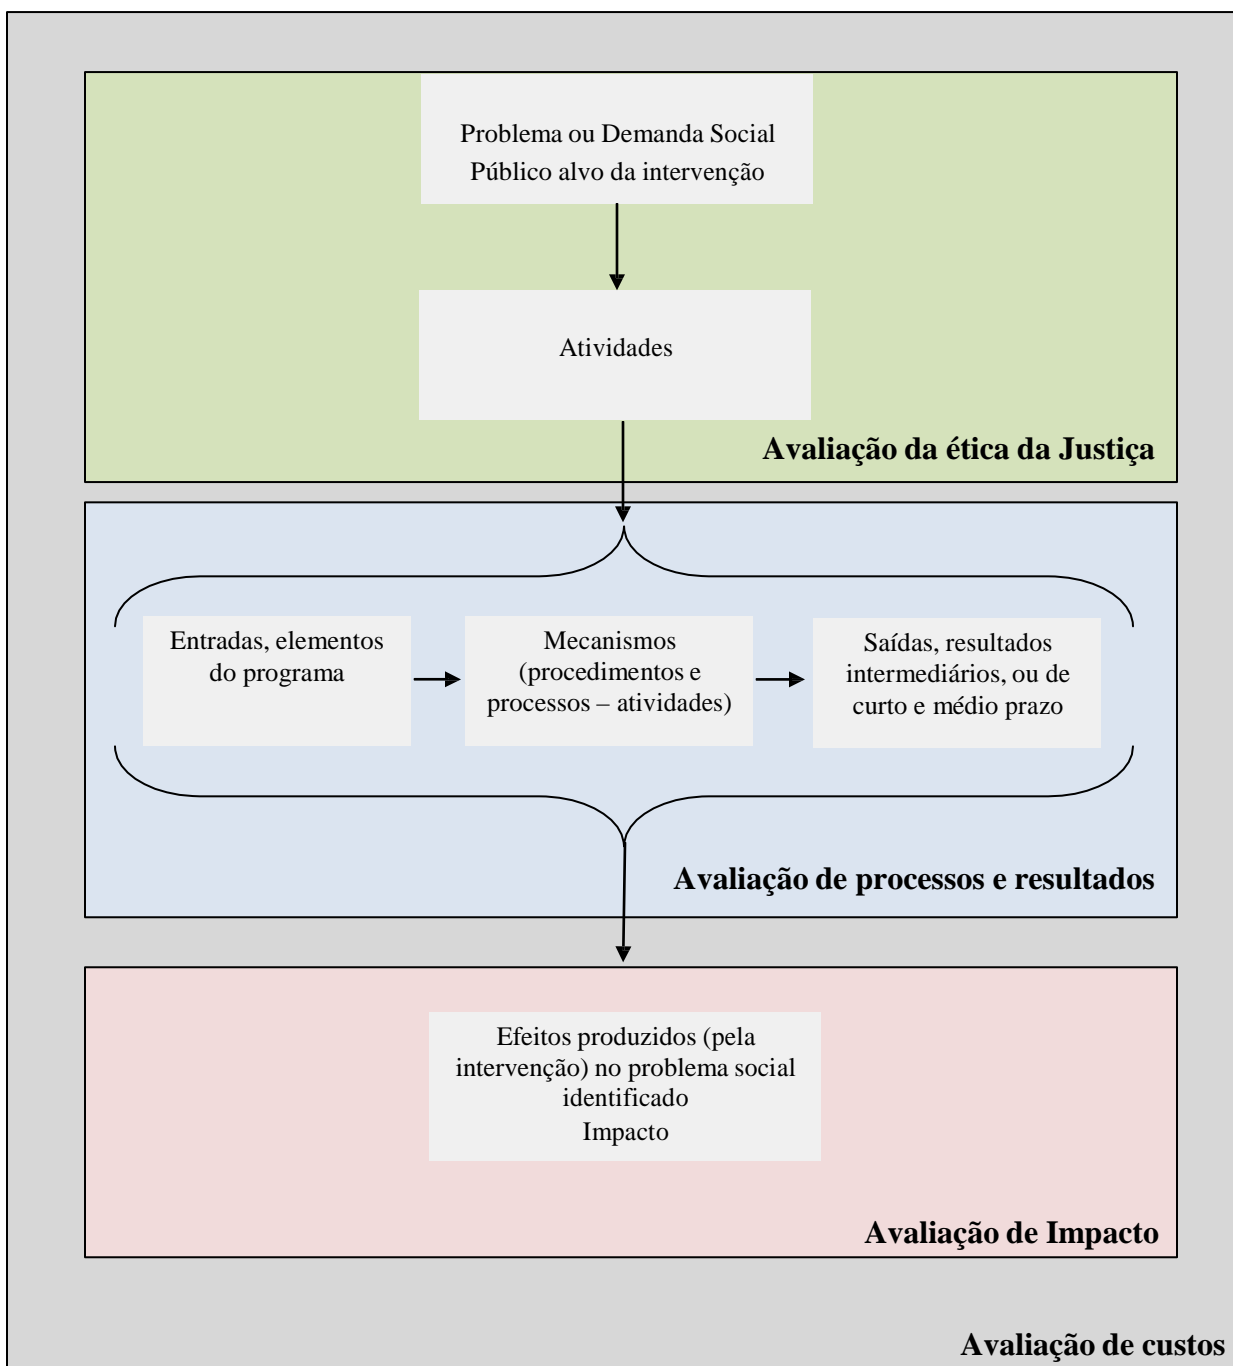 Problema ou Demanda Social
Público alvo da intervenção
Atividades
Avaliação da ética da Justiça
Entradas, elementos
do programa
Mecanismos
(procedimentos e
processos – atividades)
Saídas, resultados
intermediários, ou de
curto e médio prazo
Avaliação de processos e resultados
Efeitos produzidos (pela
intervenção) no problema social
identificado
Impacto
Avaliação de Impacto
Avaliação de custos